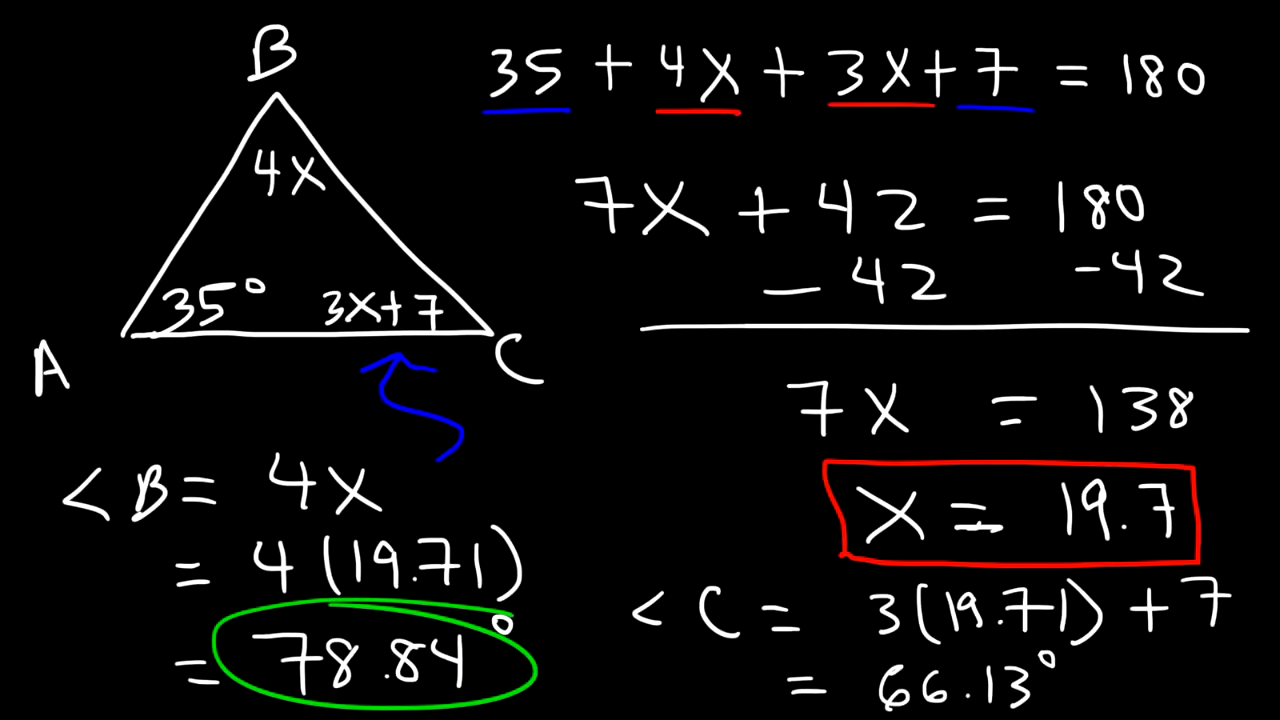 B
4x
35° 3x+7
A
C
<B = 4x
= 4(19.71)
= 78.84°
35 + 4x + 3x + 7 = 180
7x + 42 = 180
- 42 -42
7x = 138
x = 19.7
< C = 3(19.71) + 7
= 66.13°